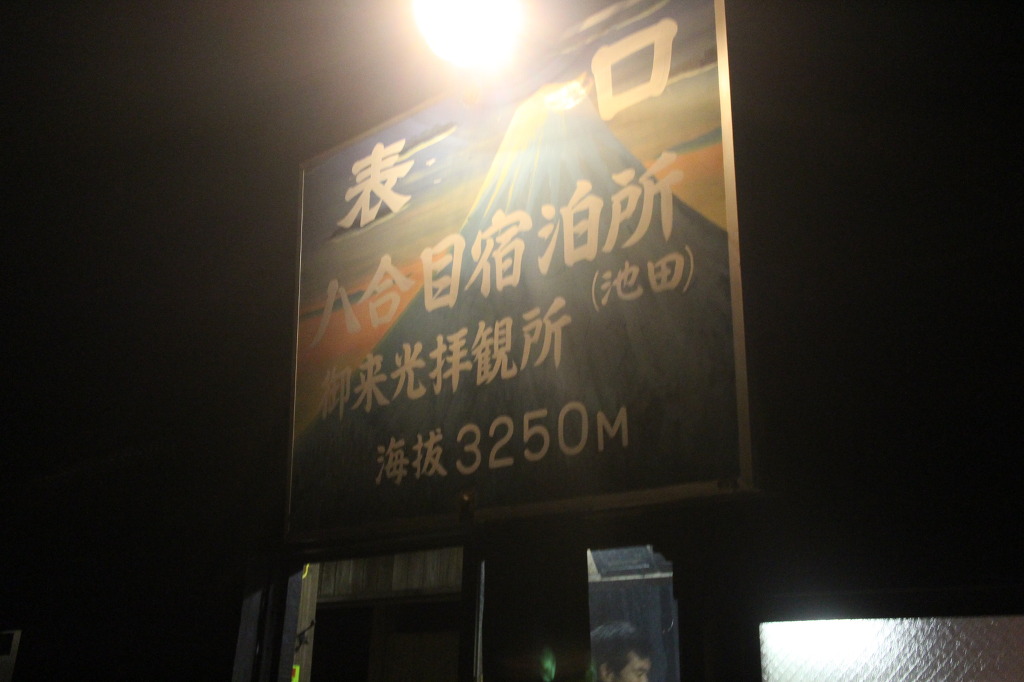 表 口
八合目宿泊所
(池田)
御来光拝観所
海抜3250M